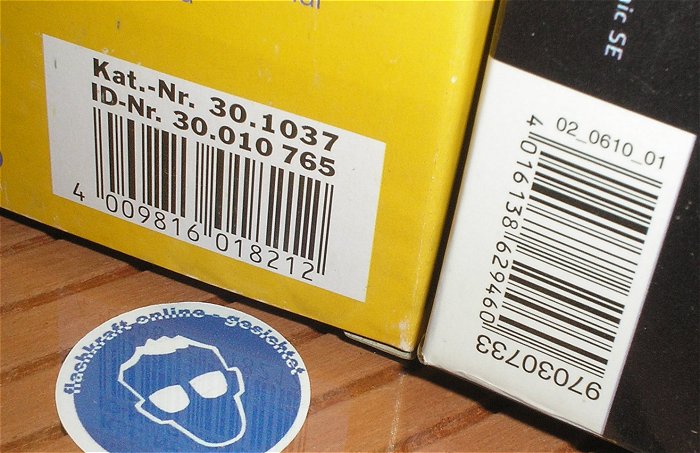 Kat.-Nr. 30.1037
ID-Nr. 30.010 765
4 009816 018212
nic SE
02_0610_01
4 016138 629460
97030733
flachkraft online - gesichtet